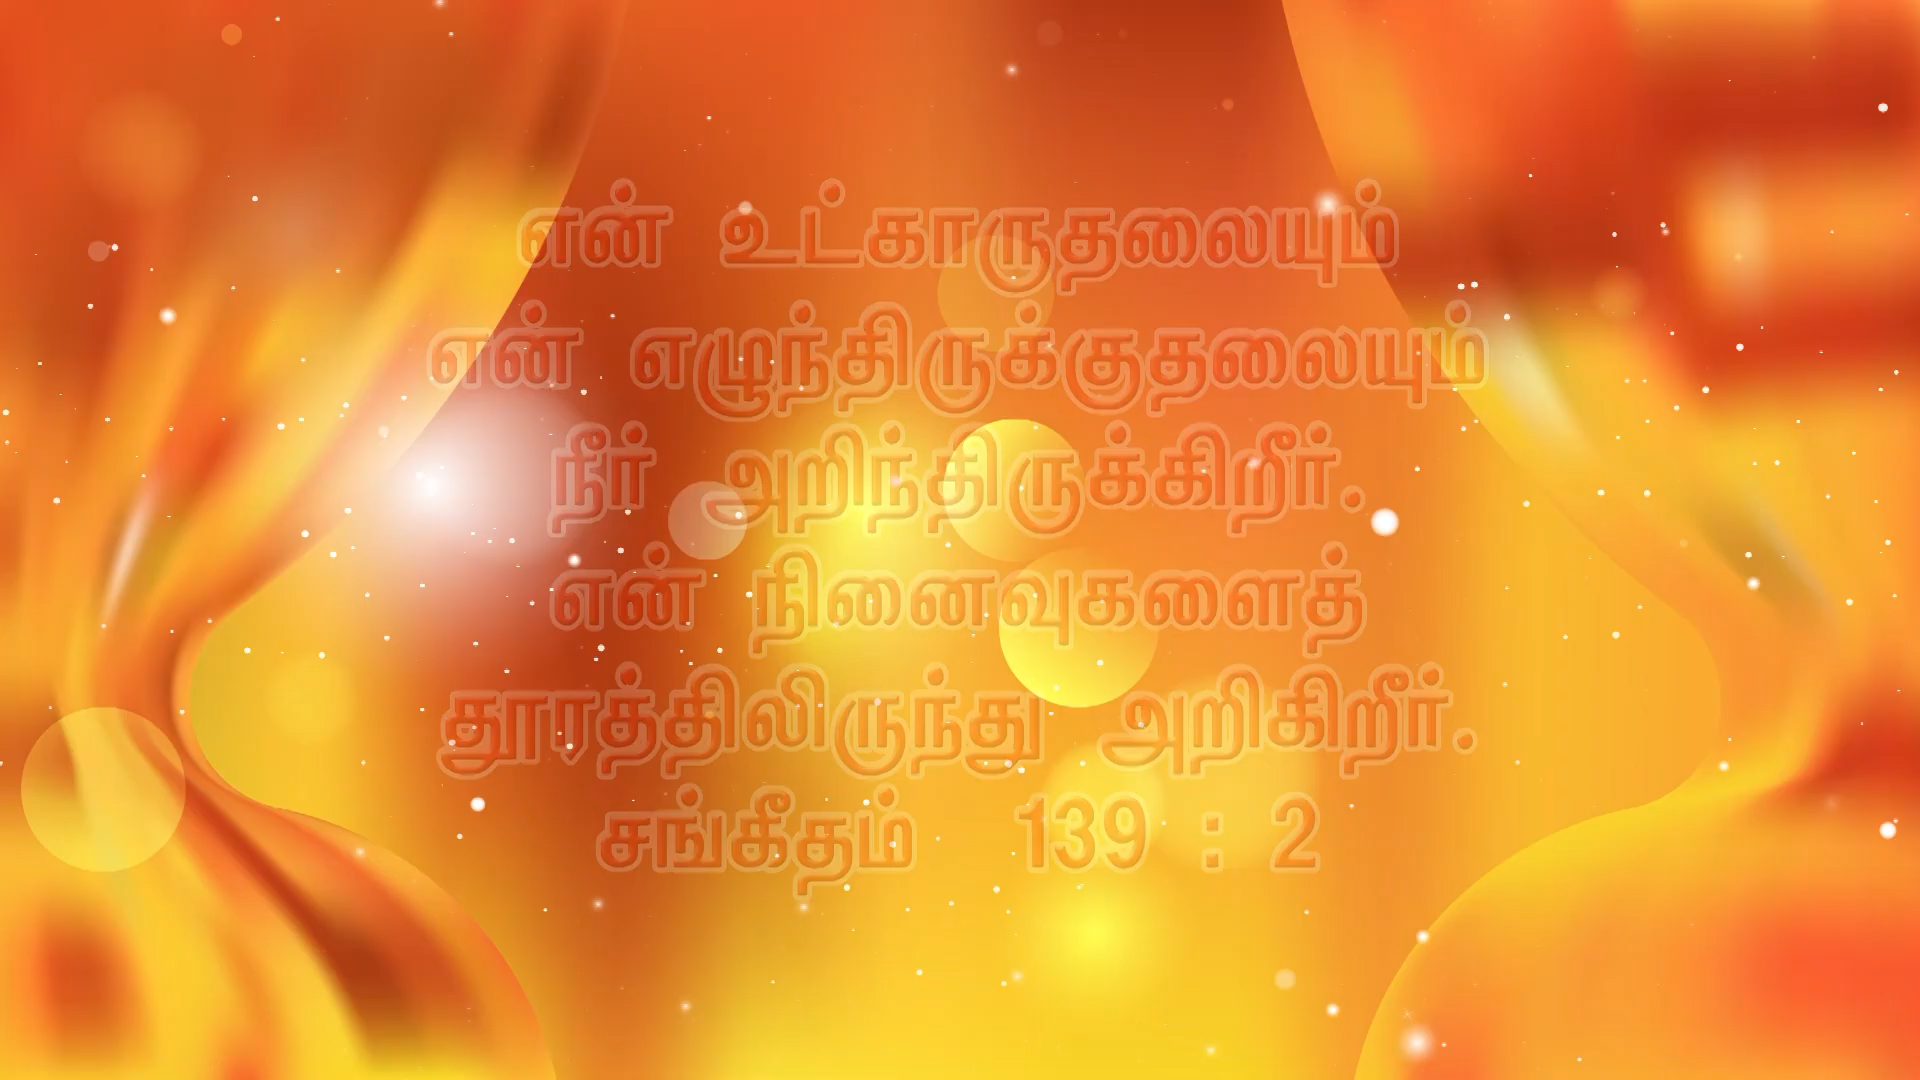 என் உட்காருதலையும்
என் எழுந்திருக்குதலையும்
நீர் அறிந்திருக்கிறீர்.
என் நினைவுகளைத்
தூரத்திலிருந்து அறிகிறீர்.
சங்கீதம் 139 : 2